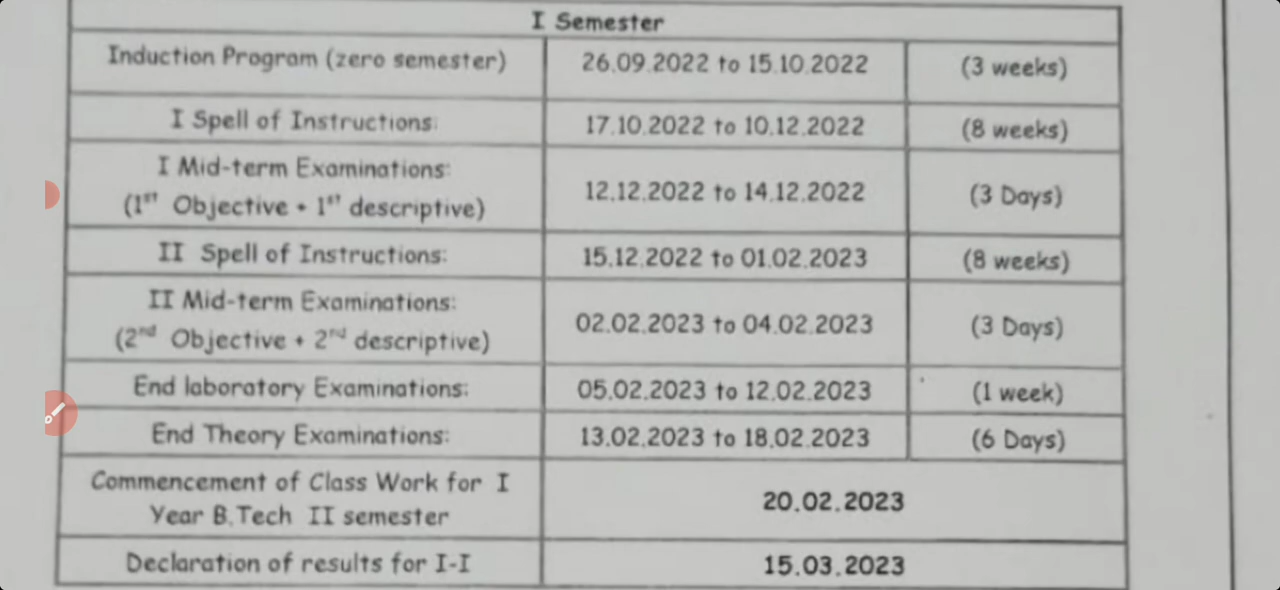 I Semester
Induction Program (zero semester)
26.09.2022 to 15.10.2022
(3 weeks)
I Spell of Instructions:
17.10.2022 to 10.12.2022
(8 weeks)
I Mid-term Examinations:
(1st Objective + 1st descriptive)
12.12.2022 to 14.12.2022
(3 Days)
II Spell of Instructions:
15.12.2022 to 01.02.2023
(8 weeks)
II Mid-term Examinations:
(2nd Objective + 2nd descriptive)
02.02.2023 to 04.02.2023
(3 Days)
End laboratory Examinations:
05.02.2023 to 12.02.2023
(1 week)
End Theory Examinations:
13.02.2023 to 18.02.2023
(6 Days)
Commencement of Class Work for I
Year B.Tech II semester
20.02.2023
Declaration of results for I-I
15.03.2023